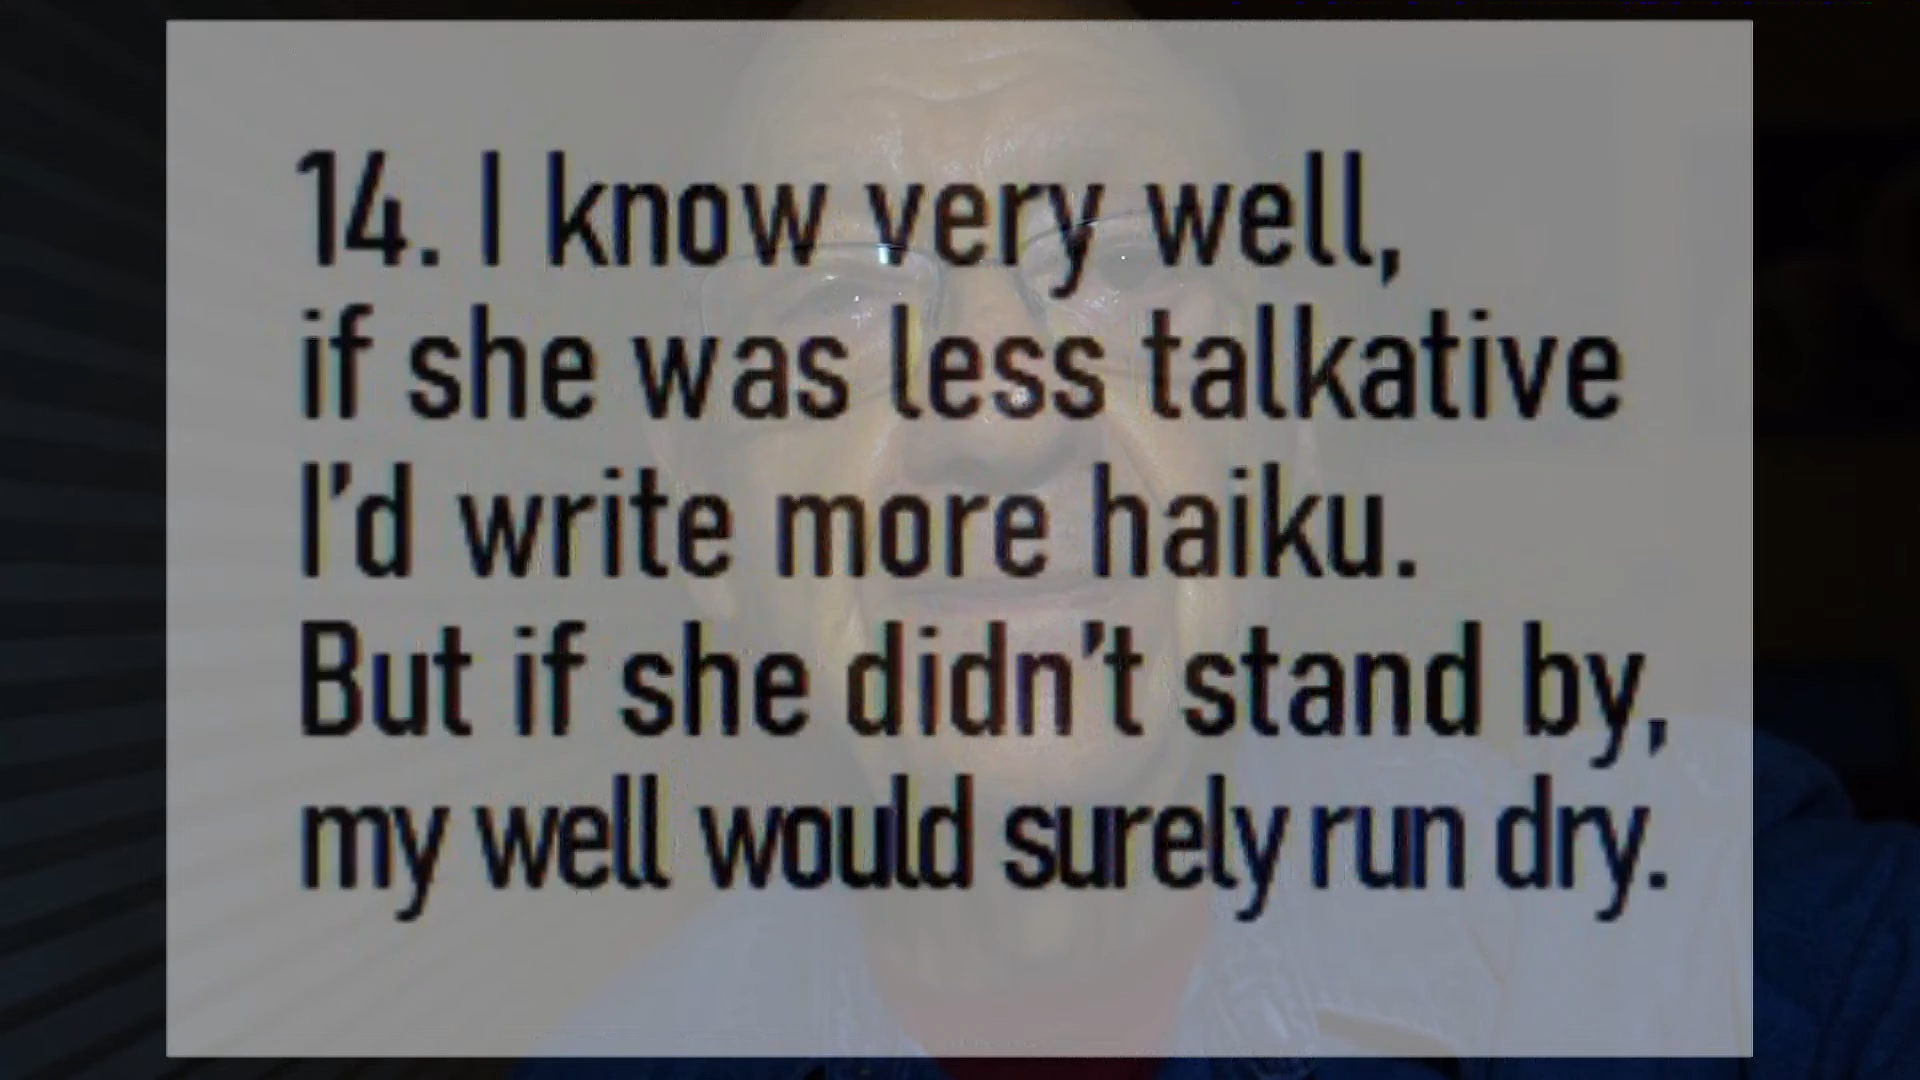 14. I know very well,
if she was less talkative
I’d write more haiku.
But if she didn’t stand by,
my well would surely run dry.